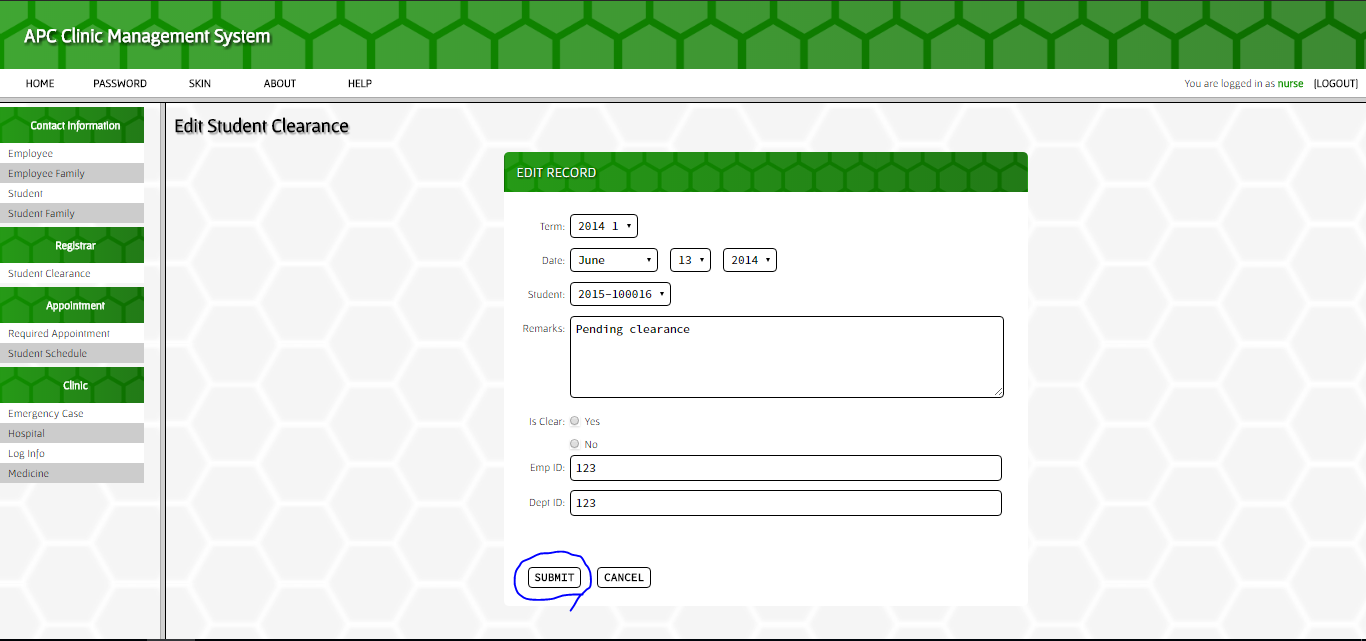 APC Clinic Management System
HOME PASSWORD SKIN ABOUT HELP You are logged in as nurse [LOGOUT]
Contact Information
Employee
Employee Family
Student
Student Family
Registrar
Student Clearance
Appointment
Required Appointment
Student Schedule
Clinic
Emergency Case
Hospital
Log Info
Medicine
Edit Student Clearance
EDIT RECORD
Term: 2014 1
Date: June 13 2014
Student: 2015-100016
Remarks: Pending clearance
Is Clear: Yes
No
Emp ID: 123
Dept ID: 123
SUBMIT CANCEL